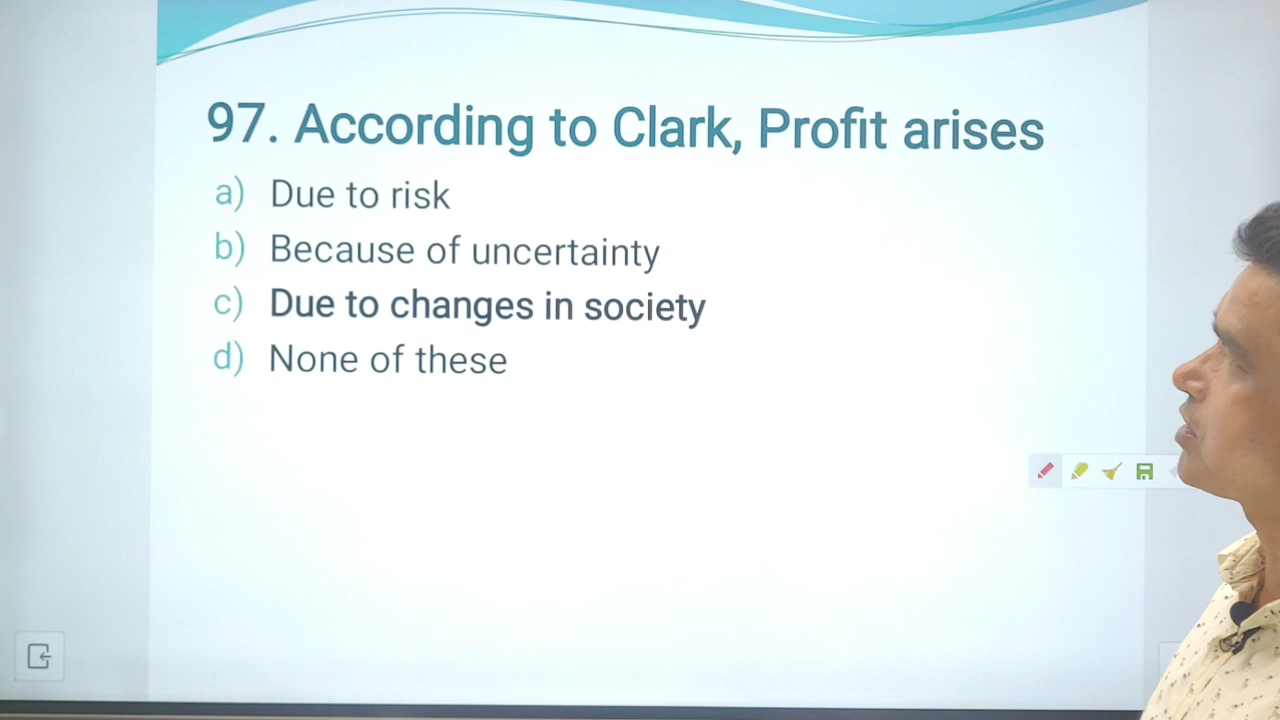 97. According to Clark, Profit arises
a) Due to risk
b) Because of uncertainty
c) Due to changes in society
d) None of these